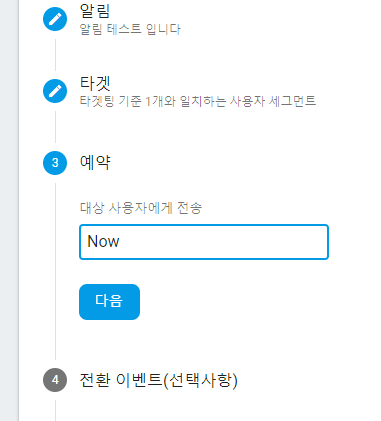 알림
알림 테스트 입니다
타겟
타겟팅 기준 1개와 일치하는 사용자 세그먼트
3 예약
대상 사용자에게 전송
Now
다음
4 전환 이벤트(선택사항)